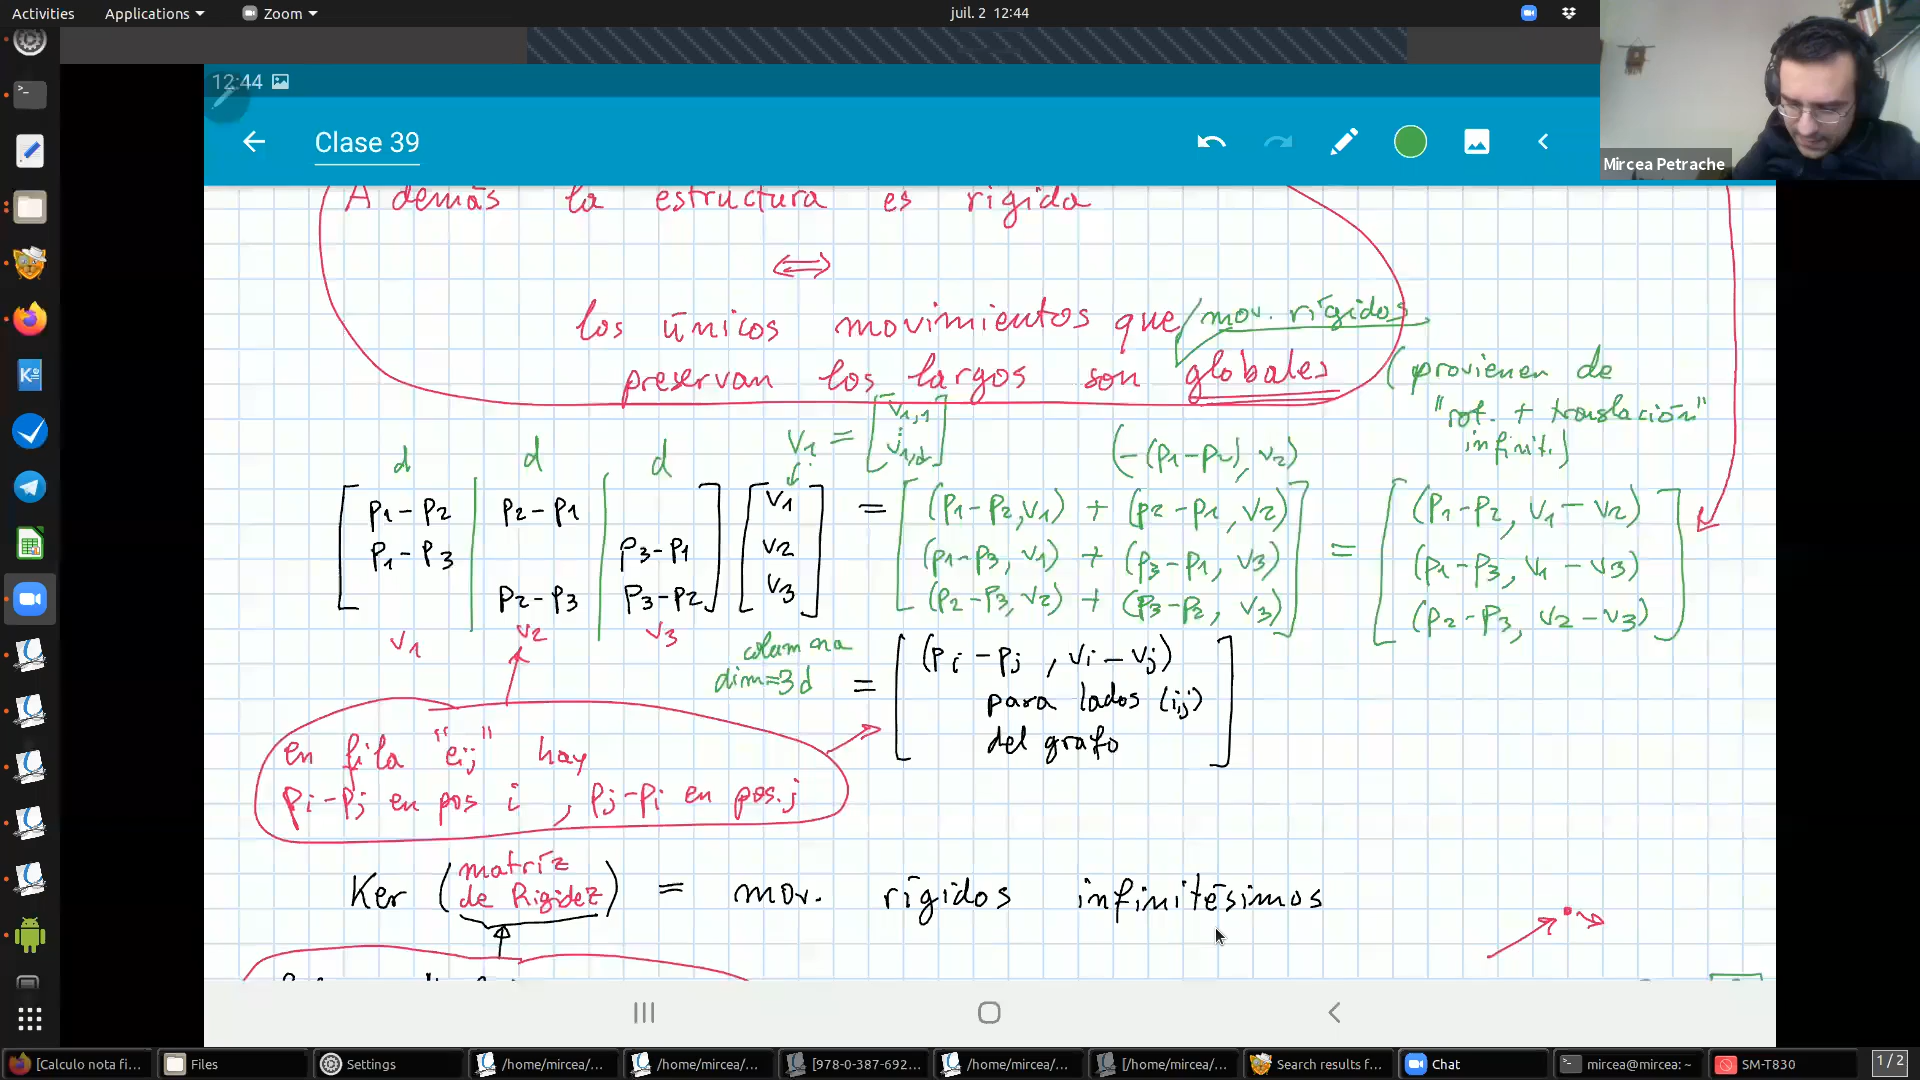 Activities Applications Zoom juil. 2 12:44
12:44
Clase 39
Mircea Petrache
Además la estructura es rígida
⟺
los únicos movimientos que / mov. rígidos
preservan los largos son globales
(provienen de
"rot. + translación"
infinit.)
d d d
v1 = [v1,1 ⋮ v1,d]
(-(p1-p2), v2)
[p1-p2 | p2-p1 | ] [v1] = [(p1-p2, v1) + (p2-p1, v2)] = [(p1-p2, v1-v2)]
[p1-p3 | | p3-p1] [v2] [(p1-p3, v1) + (p3-p1, v3)] [(p1-p3, v1-v3)]
[ | p2-p3 | p3-p2] [v3] [(p2-p3, v2) + (p3-p2, v3)] [(p2-p3, v2-v3)]
v1 v2 v3
columna
dim=3d
= [(pi-pj, vi-vj)
para lados (i,j)
del grafo]
en fila "eij" hay
pi-pj en pos i, pj-pi en pos. j
Ker (matríz de Rigidez) = mov. rígidos infinitésimos
[Calculo nota fi... Files Settings /home/mircea/... /home/mircea/... [978-0-387-692... /home/mircea/... [/home/mircea/... Search results f... Chat mircea@mircea: ~ SM-T830 1 / 2